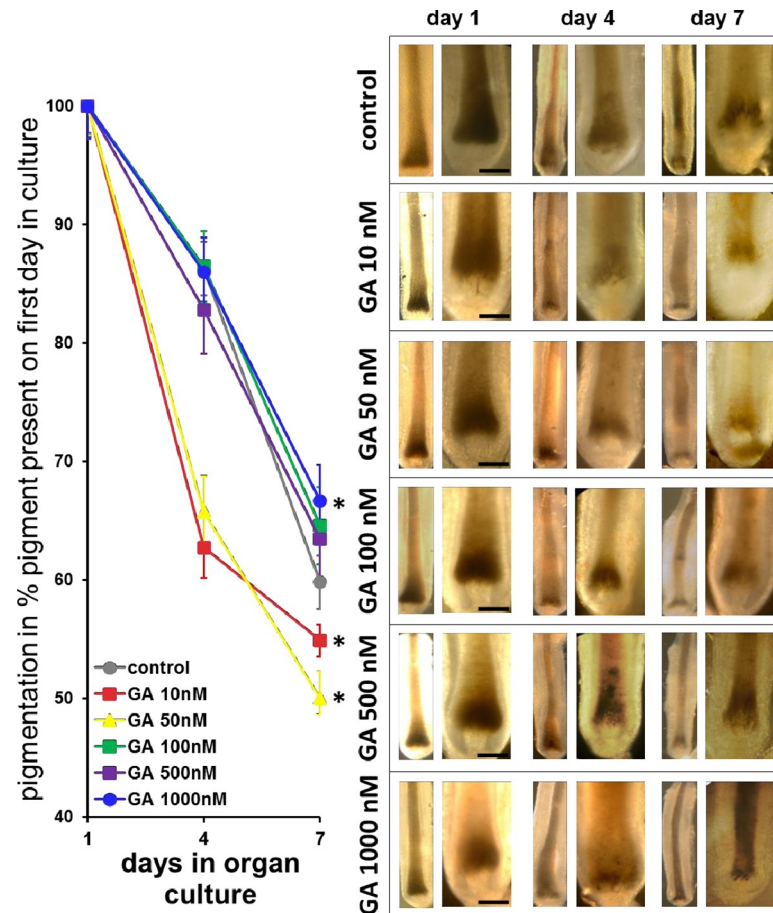 pigmentation in % pigment present on first day in culture
100
90
80
70
60
50
40
*
*
*
control
GA 10nM
GA 50nM
GA 100nM
GA 500nM
GA 1000nM
1
4
7
days in organ
culture
day 1
day 4
day 7
control
GA 10 nM
GA 50 nM
GA 100 nM
GA 500 nM
GA 1000 nM